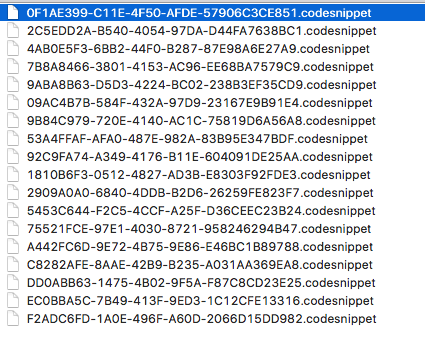 0F1AE399-C11E-4F50-AFDE-57906C3CE851.codesnippet
2C5EDD2A-B540-4054-97DA-D44FA7638BC1.codesnippet
4AB0E5F3-6BB2-44F0-B287-87E98A6E27A9.codesnippet
7B8A8466-3801-4153-AC96-EE68BA7579C9.codesnippet
9ABA8B63-D5D3-4224-BC02-238B3EF35CD9.codesnippet
09AC4B7B-584F-432A-97D9-23167E9B91E4.codesnippet
9B84C979-720E-4140-AC1C-75819D6A56A8.codesnippet
53A4FFAF-AFA0-487E-982A-83B95E347BDF.codesnippet
92C9FA74-A349-4176-B11E-604091DE25AA.codesnippet
1810B6F3-0512-4827-AD3B-E8303F92FDE3.codesnippet
2909A0A0-6840-4DDB-B2D6-26259FE823F7.codesnippet
5453C644-F2C5-4CCF-A25F-D36CEEC23B24.codesnippet
75521FCE-97E1-4030-8721-958246294B47.codesnippet
A442FC6D-9E72-4B75-9E86-E46BC1B89788.codesnippet
C8282AFE-8AAE-42B9-B235-A031AA369EA8.codesnippet
DD0ABB63-1475-4B02-9F5A-F87C8CD23E25.codesnippet
EC0BBA5C-7B49-413F-9ED3-1C12CFE13316.codesnippet
F2ADC6FD-1A0E-496F-A60D-2066D15DD982.codesnippet